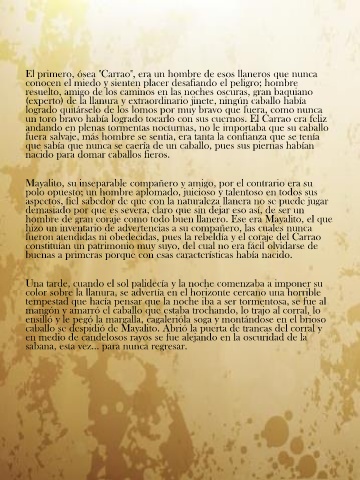 El primero, ósea "Carrao", era un hombre de esos llaneros que nunca
conocen el miedo y sienten placer desafiando el peligro; hombre
resuelto, amigo de los caminos en las noches oscuras, gran baquiano
(experto) de la llanura y extraordinario jinete, ningún caballo había
logrado quitárselo de los lomos por muy bravo que fuera, como nunca
un toro bravo había logrado tocarlo con sus cuernos. El Carrao era feliz
andando en plenas tormentas nocturnas, no le importaba que su caballo
fuera salvaje, más hombre se sentía, era tanta la confianza que se tenía
que sabía que nunca se caería de un caballo, pues sus piernas habían
nacido para domar caballos fieros.
Mayalito, su inseparable compañero y amigo, por el contrario era su
polo opuesto; un hombre aplomado, juicioso y talentoso en todos sus
aspectos, fiel sabedor de que con la naturaleza llanera no se puede jugar
demasiado por que es severa, claro que sin dejar eso así, de ser un
hombre de gran coraje como todo buen llanero. Ese era Mayalito, el que
hizo un inventario de advertencias a su compañero, las cuales nunca
fueron atendidas ni obedecidas, pues la rebeldía y el coraje del Carrao
constituían un patrimonio muy suyo, del cual no era fácil olvidarse de
buenas a primeras porque con esas características había nacido.
Una tarde, cuando el sol palidecía y la noche comenzaba a imponer su
color sobre la llanura, se advertía en el horizonte cercano una horrible
tempestad que hacía pensar que la noche iba a ser tormentosa, se fue al
mangón y amarró el caballo que estaba trochando, lo trajo al corral, lo
ensilló y le pegó la margalla, cagalerióla soga y montándose en el brioso
caballo se despidió de Mayalito. Abrió la puerta de trancas del corral y
en medio de candelosos rayos se fue alejando en la oscuridad de la
sabana, esta vez... para nunca regresar.